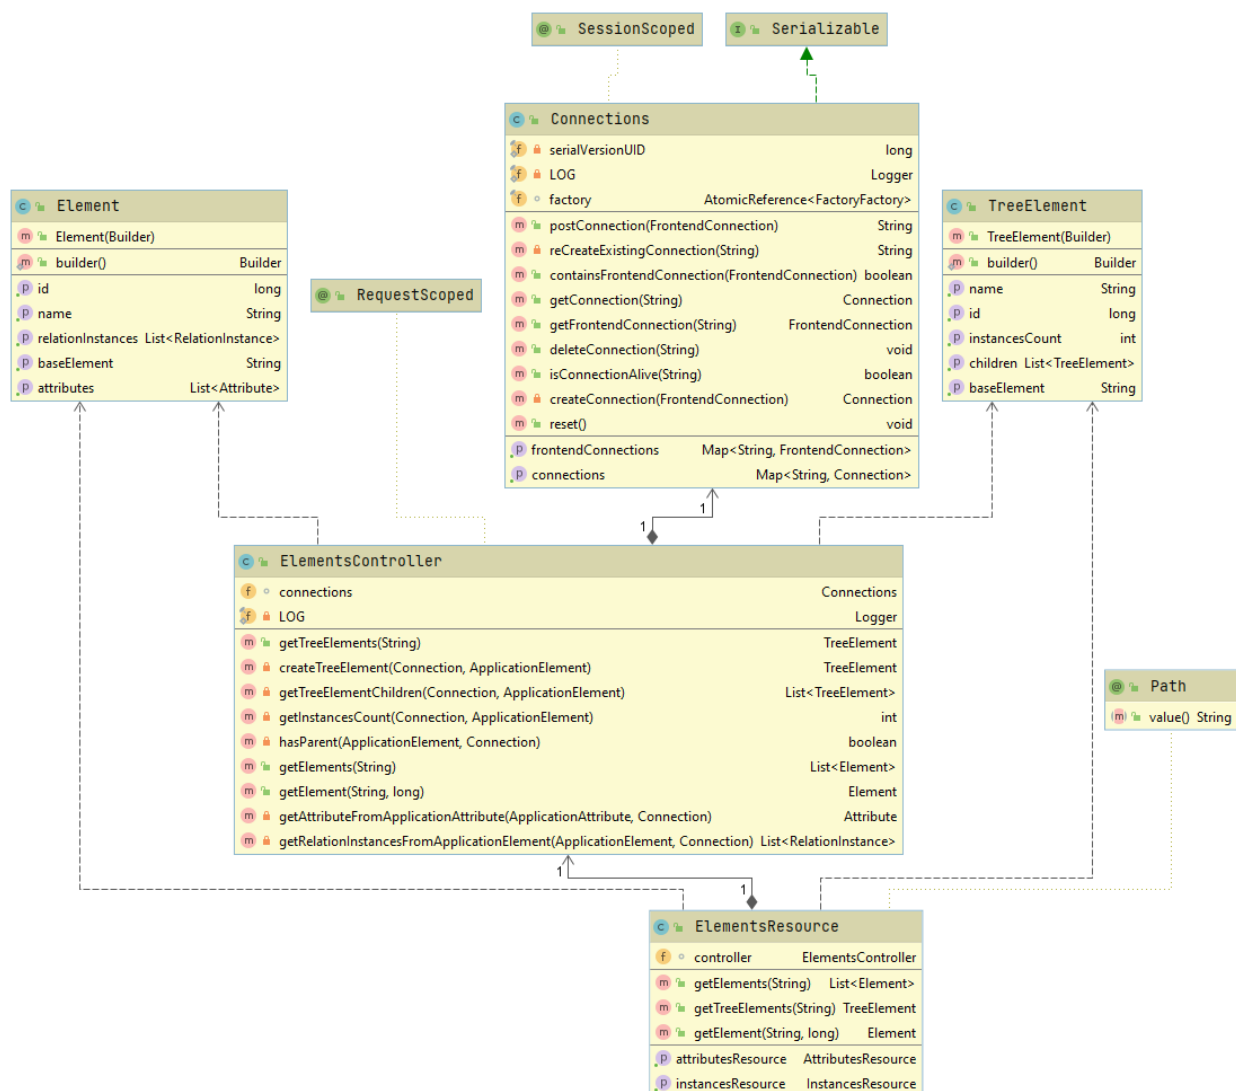 SessionScoped
Serializable
Connections
serialVersionUID long
LOG Logger
factory AtomicReference<FactoryFactory>
postConnection(FrontendConnection) String
reCreateExistingConnection(String) String
containsFrontendConnection(FrontendConnection) boolean
getConnection(String) Connection
getFrontendConnection(String) FrontendConnection
deleteConnection(String) void
isConnectionAlive(String) boolean
createConnection(FrontendConnection) Connection
reset() void
frontendConnections Map<String, FrontendConnection>
connections Map<String, Connection>
Element
Element(Builder)
builder() Builder
id long
name String
relationInstances List<RelationInstance>
baseElement String
attributes List<Attribute>
RequestScoped
TreeElement
TreeElement(Builder)
builder() Builder
name String
id long
instancesCount int
children List<TreeElement>
baseElement String
1
1
ElementsController
connections Connections
LOG Logger
getTreeElements(String) TreeElement
createTreeElement(Connection, ApplicationElement) TreeElement
getTreeElementChildren(Connection, ApplicationElement) List<TreeElement>
getInstancesCount(Connection, ApplicationElement) int
hasParent(ApplicationElement, Connection) boolean
getElements(String) List<Element>
getElement(String, long) Element
getAttributeFromApplicationAttribute(ApplicationAttribute, Connection) Attribute
getRelationInstancesFromApplicationElement(ApplicationElement, Connection) List<RelationInstance>
Path
value() String
1
1
ElementsResource
controller ElementsController
getElements(String) List<Element>
getTreeElements(String) TreeElement
getElement(String, long) Element
attributesResource AttributesResource
instancesResource InstancesResource